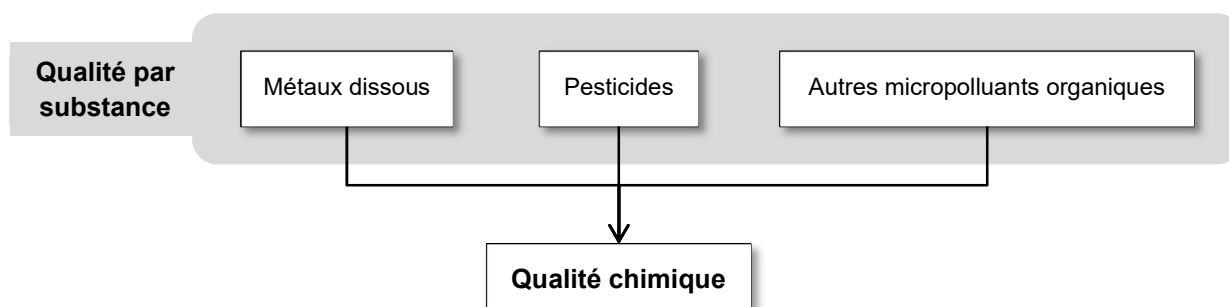 Qualité par
substance
Métaux dissous
Pesticides
Autres micropolluants organiques
Qualité chimique